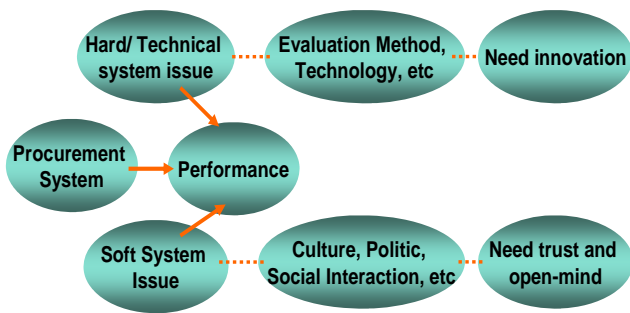 Hard/ Technical
system issue
Evaluation Method,
Technology, etc
Need innovation
Procurement
System
Performance
Soft System
Issue
Culture, Politic,
Social Interaction, etc
Need trust and
open-mind